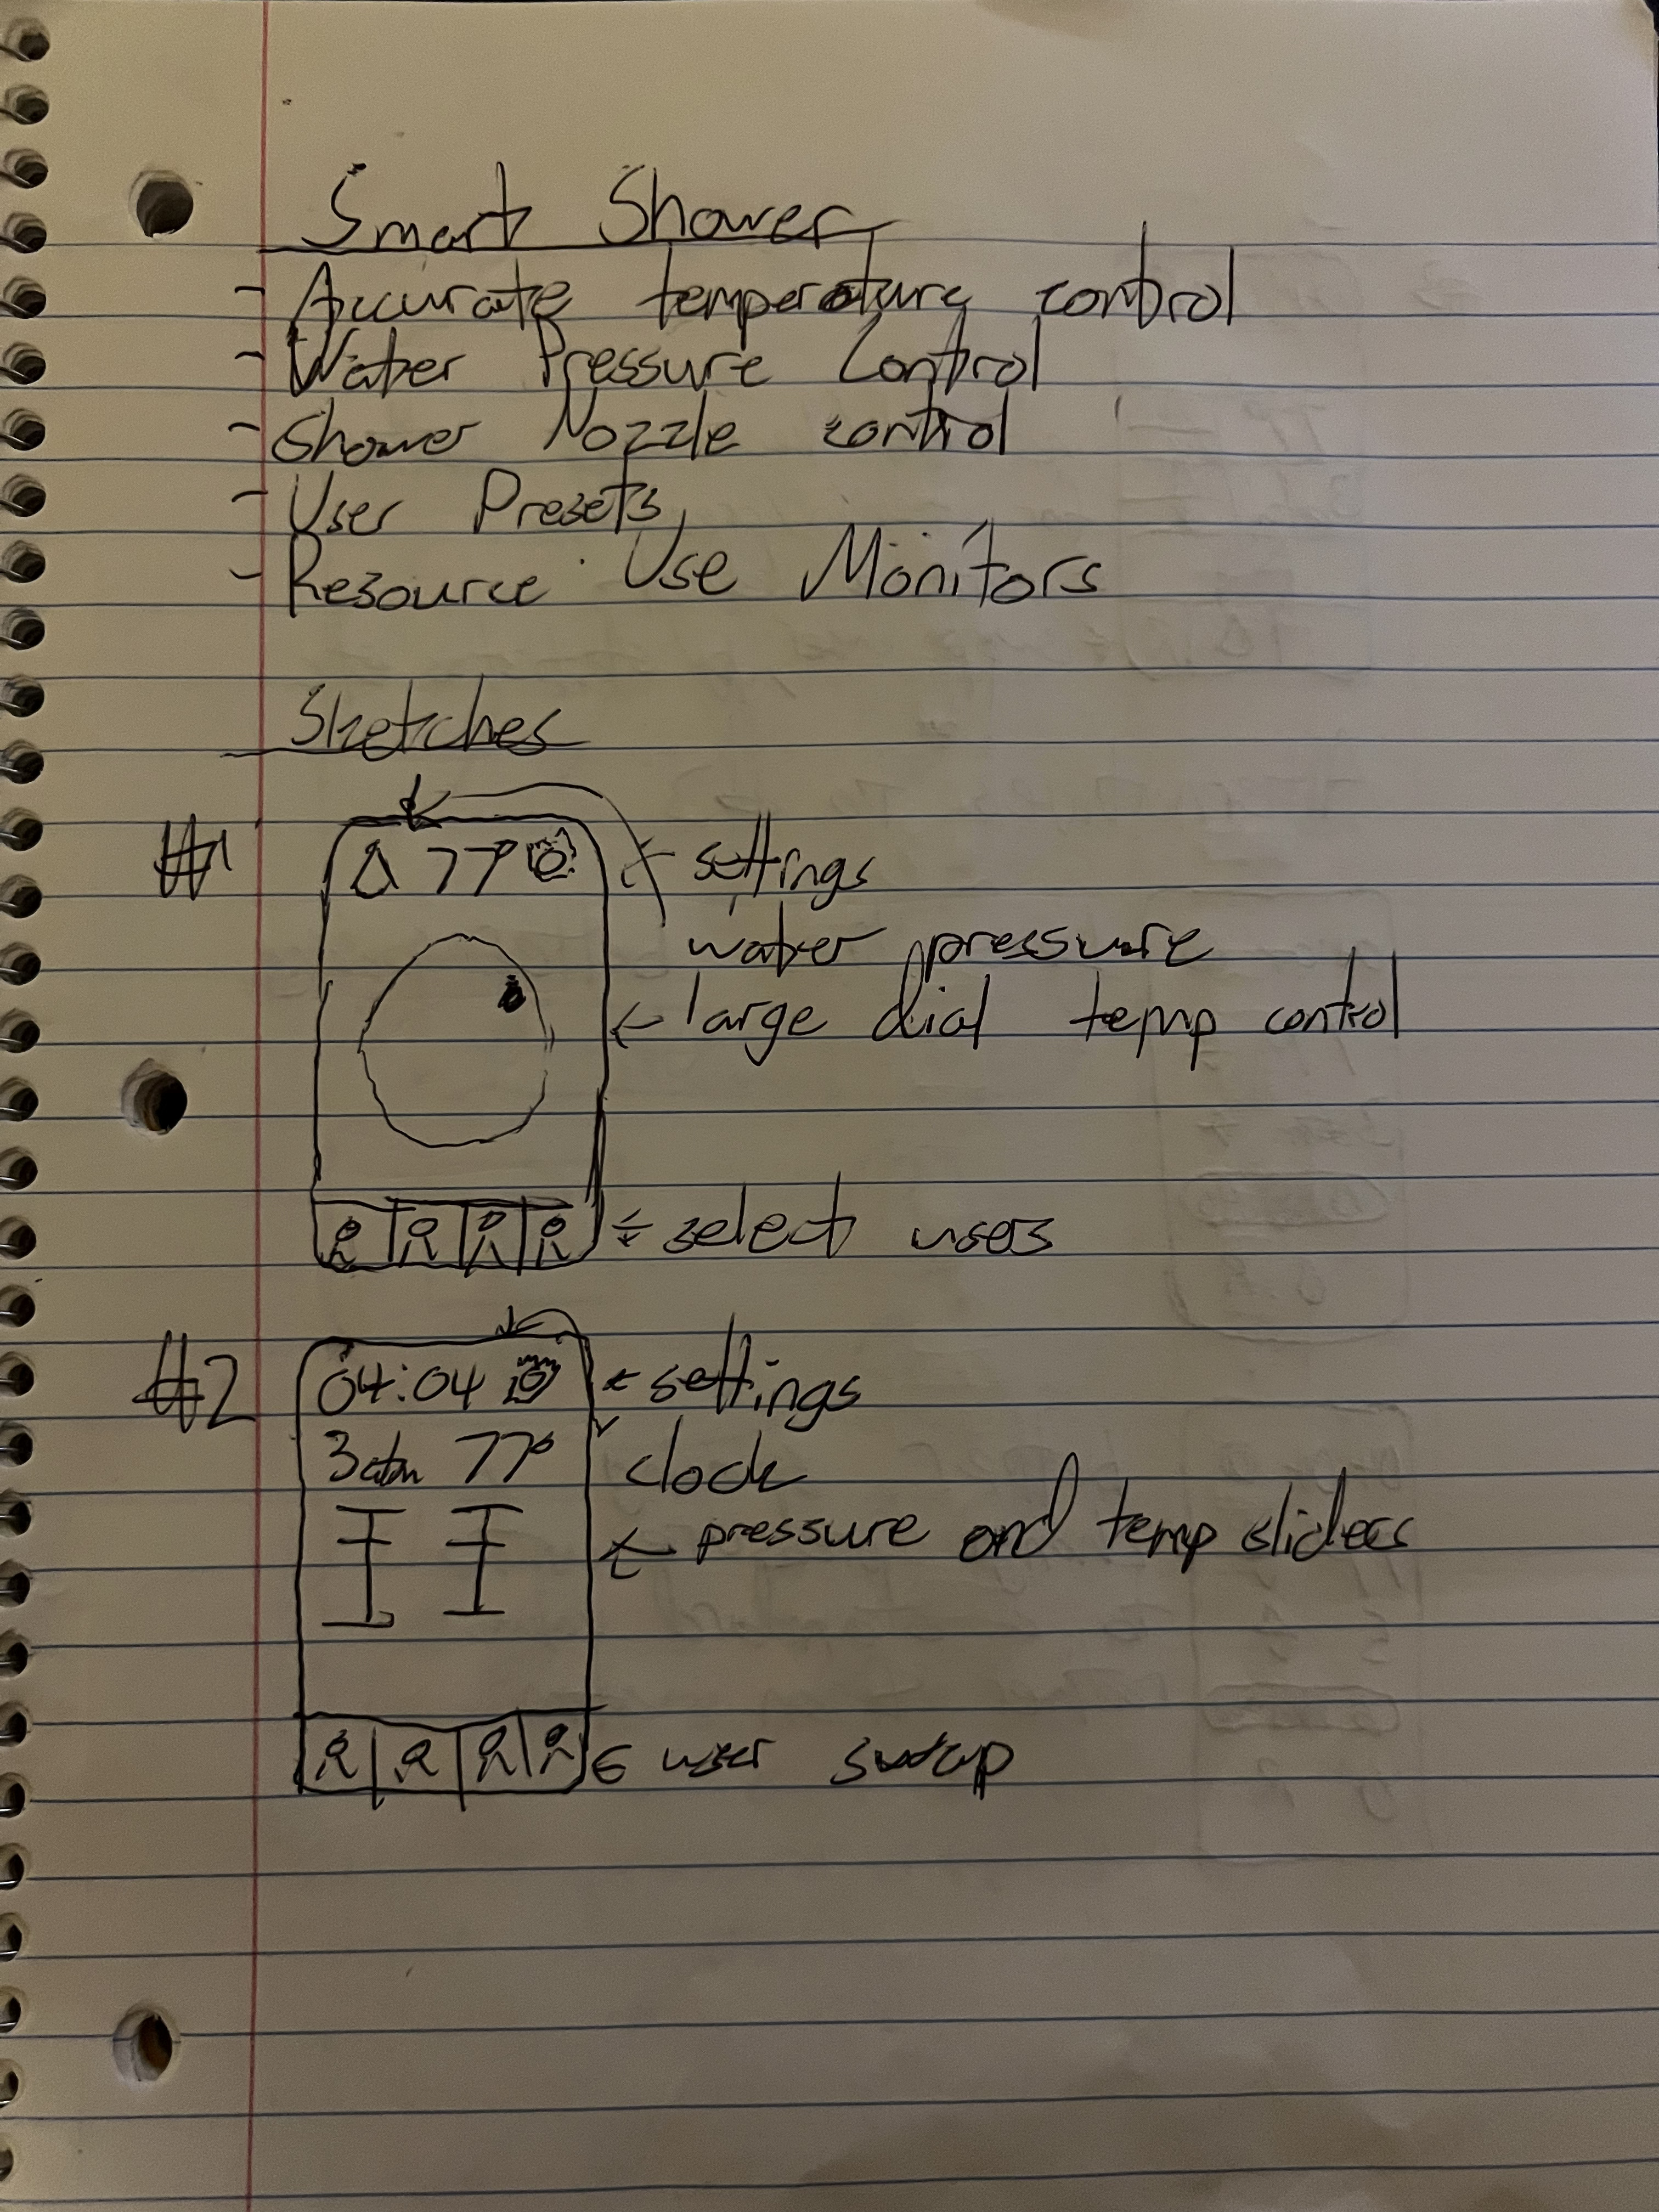 Smart Shower
- Accurate temperature control
- Water Pressure Control
- Shower Nozzle control
- User Presets
- Resource Use Monitors
Sketches
#1
77°
settings
water pressure
large dial temp control
select users
#2
04:04
settings
3atm 77°
clock
pressure and temp sliders
user swap